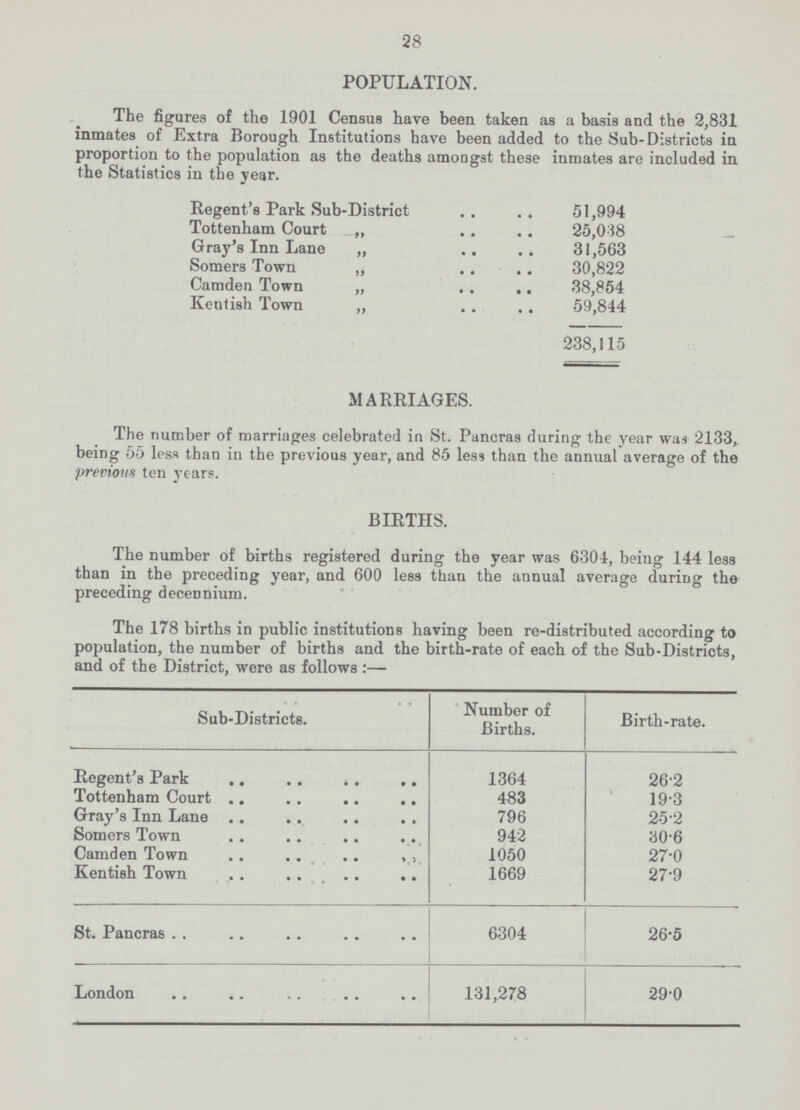 28
POPULATION.
The figures of the 1901 Census have been taken as a basis and the 2,831
inmates of Extra Borough Institutions have been added to the Sub-Districts in
proportion to the population as the deaths amongst these inmates are included in
the Statistics in the year.
Regent's Park Sub-District .. .. 51,994
Tottenham Court „ .. .. 25,038
Gray's Inn Lane „ .. .. 31,563
Somers Town „ .. .. 30,822
Camden Town „ .. .. 38,854
Kentish Town „ .. .. 59,844
238,115
MARRIAGES.
The number of marriages celebrated in St. Pancras during the year was 2133,
being 55 less than in the previous year, and 85 less than the annual average of the
previous ten years.
BIRTHS.
The number of births registered during the year was 6304, being 144 less
than in the preceding year, and 600 less than the annual average during the
preceding decennium.
The 178 births in public institutions having been re-distributed according to
population, the number of births and the birth-rate of each of the Sub-Districts,
and of the District, were as follows :—
Sub-Districts. Number of Births. Birth-rate.
Regent's Park .. .. .. .. 1364 26·2
Tottenham Court .. .. .. .. 483 19·3
Gray's Inn Lane .. .. .. .. 796 25·2
Somers Town .. .. .. .. 942 30·6
Camden Town .. .. .. .. 1050 27·0
Kentish Town .. .. .. .. 1669 27·9
St. Pancras .. .. .. .. .. 6304 26·5
London .. .. .. .. .. 131,278 29·0